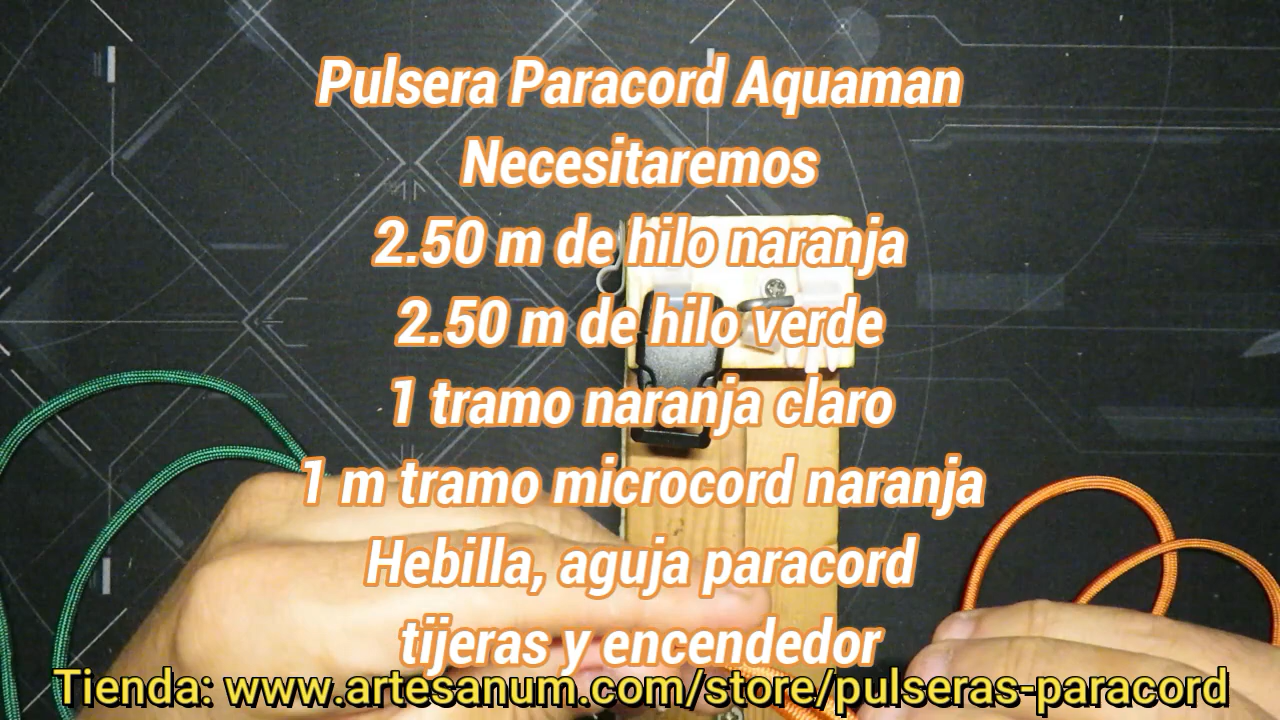 Pulsera Paracord Aquaman
Necesitaremos
2.50 m de hilo naranja
2.50 m de hilo verde
1 tramo naranja claro
1 m tramo microcord naranja
Hebilla, aguja paracord
tijeras y encendedor
Tienda: www.artesanum.com/store/pulseras-paracord